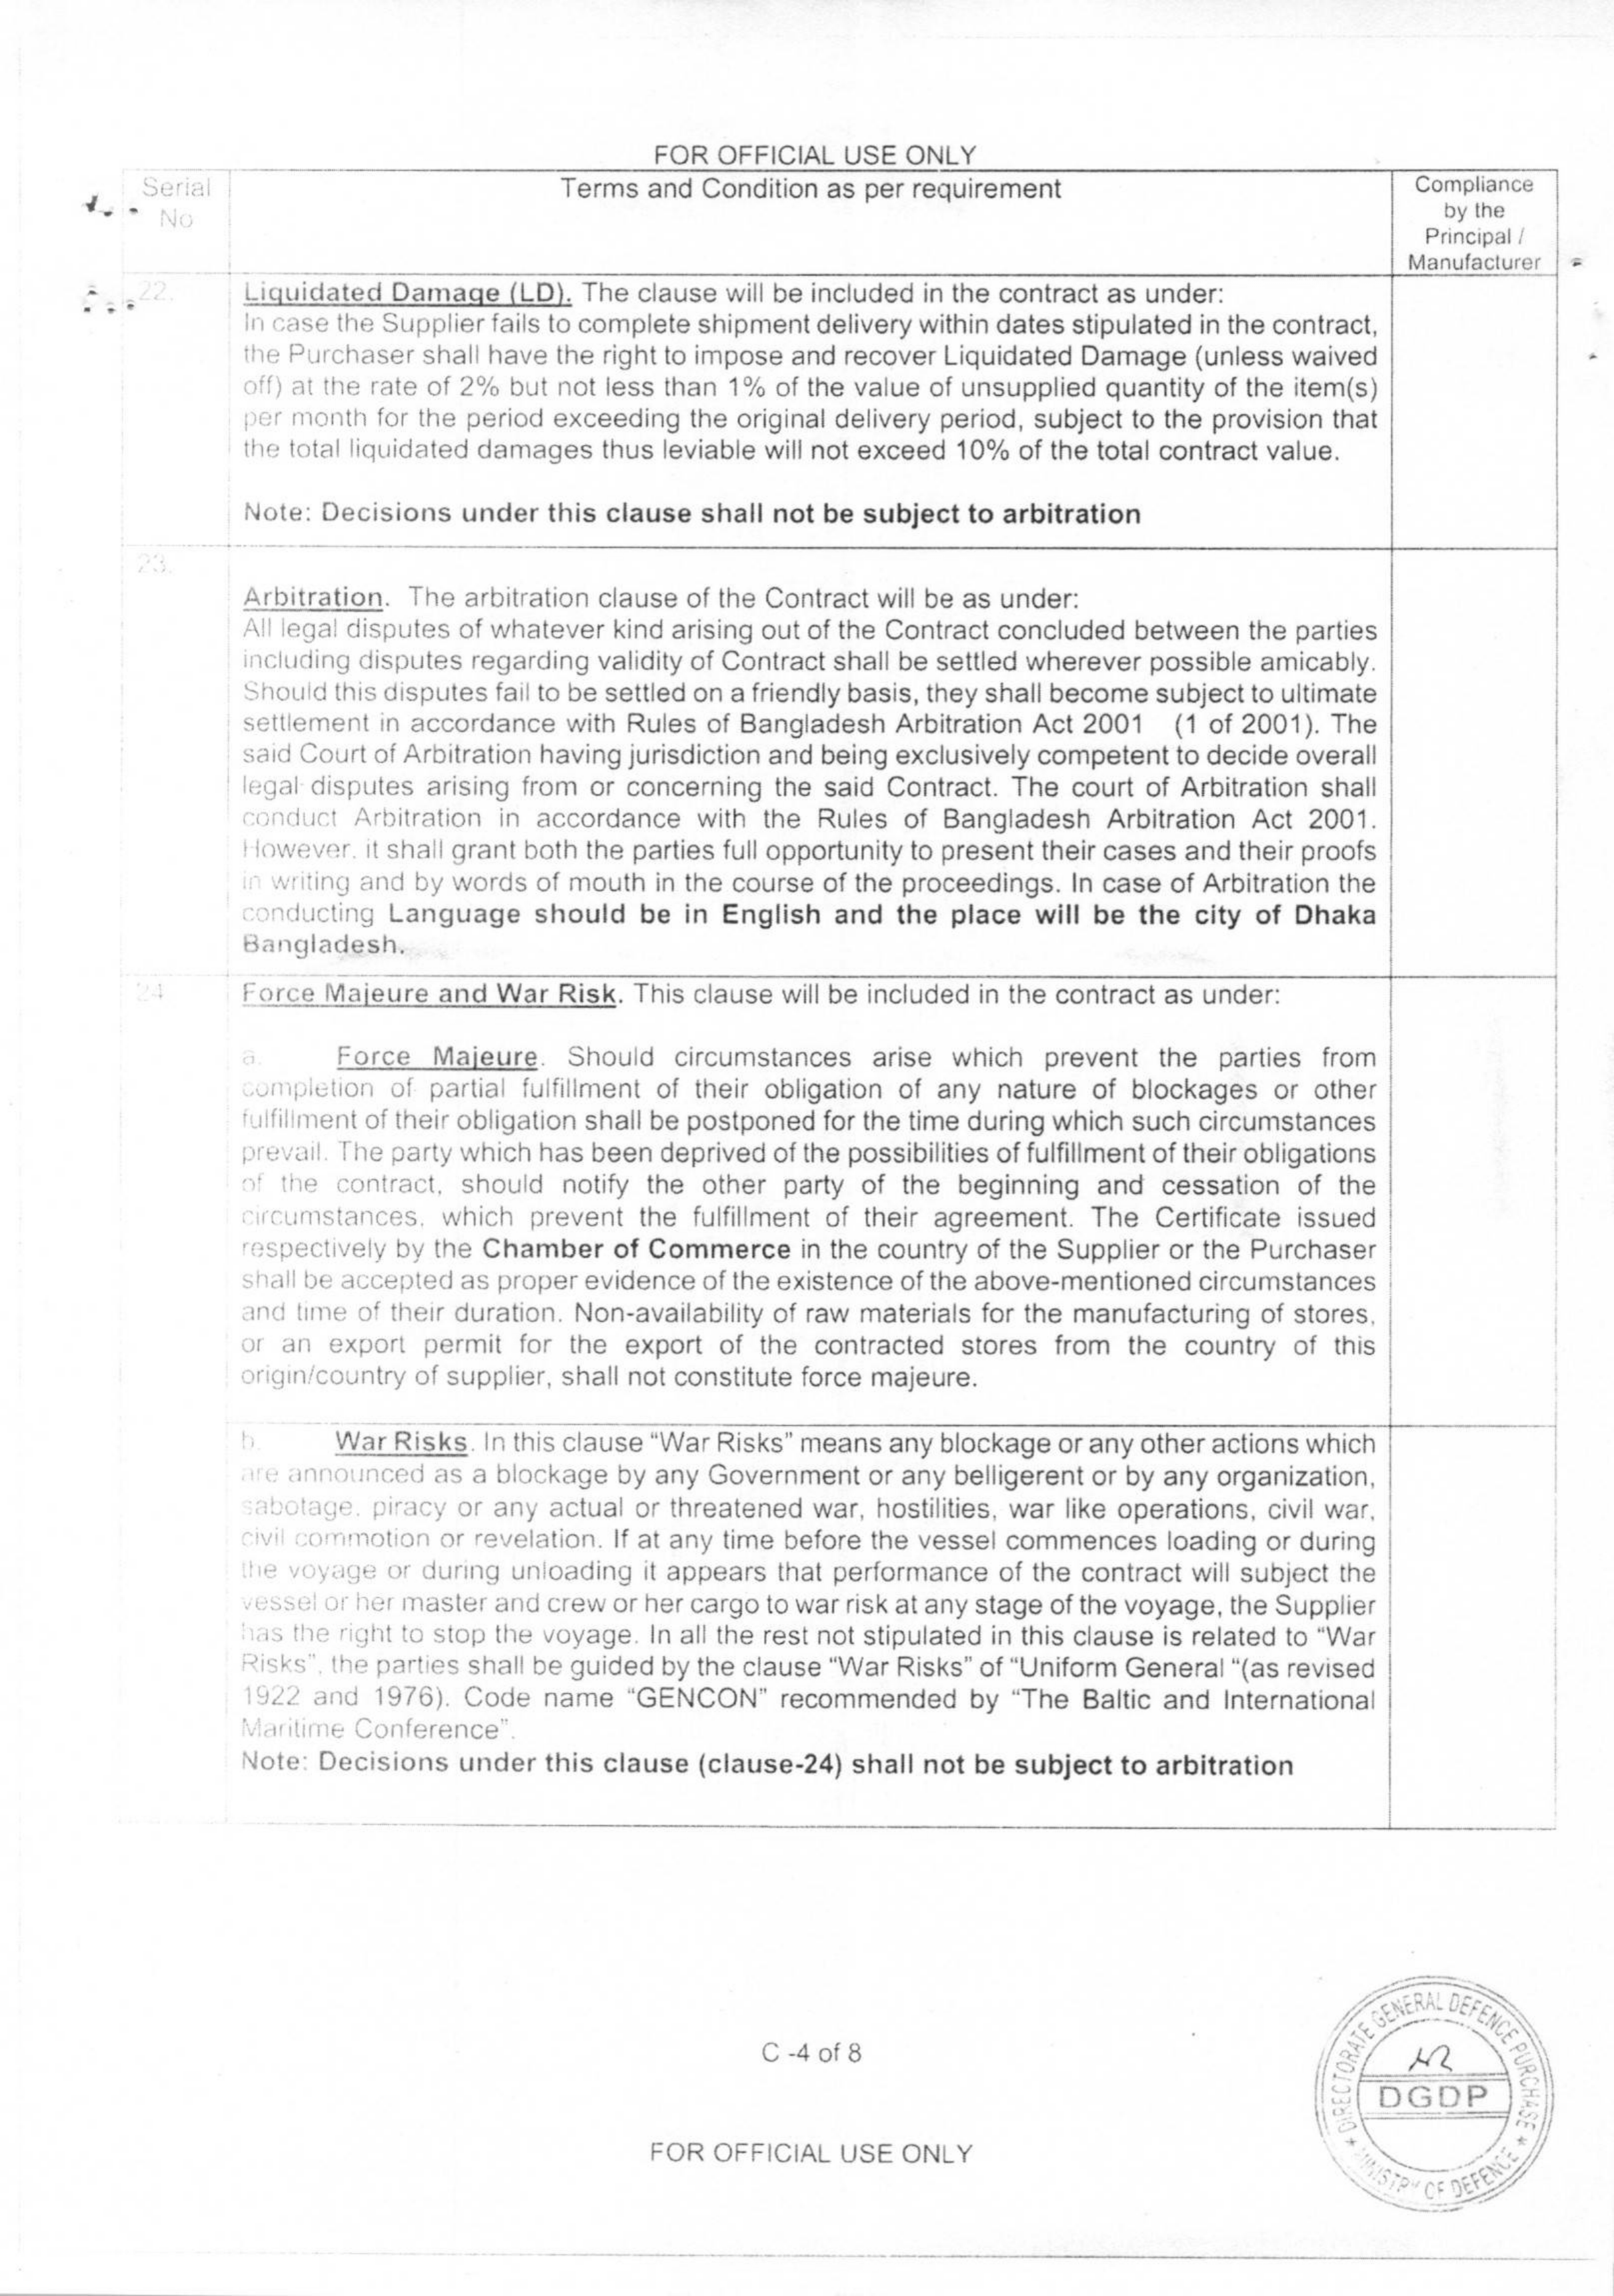 FOR OFFICIAL USE ONLY
Serial
No
Terms and Condition as per requirement
Compliance
by the
Principal /
Manufacturer
22.
Liquidated Damage (LD). The clause will be included in the contract as under:
In case the Supplier fails to complete shipment delivery within dates stipulated in the contract,
the Purchaser shall have the right to impose and recover Liquidated Damage (unless waived
off) at the rate of 2% but not less than 1% of the value of unsupplied quantity of the item(s)
per month for the period exceeding the original delivery period, subject to the provision that
the total liquidated damages thus leviable will not exceed 10% of the total contract value.
Note: Decisions under this clause shall not be subject to arbitration
23.
Arbitration. The arbitration clause of the Contract will be as under:
All legal disputes of whatever kind arising out of the Contract concluded between the parties
including disputes regarding validity of Contract shall be settled wherever possible amicably.
Should this disputes fail to be settled on a friendly basis, they shall become subject to ultimate
settlement in accordance with Rules of Bangladesh Arbitration Act 2001 (1 of 2001). The
said Court of Arbitration having jurisdiction and being exclusively competent to decide overall
legal disputes arising from or concerning the said Contract. The court of Arbitration shall
conduct Arbitration in accordance with the Rules of Bangladesh Arbitration Act 2001.
However, it shall grant both the parties full opportunity to present their cases and their proofs
in writing and by words of mouth in the course of the proceedings. In case of Arbitration the
conducting Language should be in English and the place will be the city of Dhaka
Bangladesh.
24
Force Majeure and War Risk. This clause will be included in the contract as under:
a. Force Majeure. Should circumstances arise which prevent the parties from
completion of partial fulfillment of their obligation of any nature of blockages or other
fulfillment of their obligation shall be postponed for the time during which such circumstances
prevail. The party which has been deprived of the possibilities of fulfillment of their obligations
of the contract, should notify the other party of the beginning and cessation of the
circumstances, which prevent the fulfillment of their agreement. The Certificate issued
respectively by the Chamber of Commerce in the country of the Supplier or the Purchaser
shall be accepted as proper evidence of the existence of the above-mentioned circumstances
and time of their duration. Non-availability of raw materials for the manufacturing of stores,
or an export permit for the export of the contracted stores from the country of this
origin/country of supplier, shall not constitute force majeure.
b. War Risks. In this clause “War Risks” means any blockage or any other actions which
are announced as a blockage by any Government or any belligerent or by any organization,
sabotage, piracy or any actual or threatened war, hostilities, war like operations, civil war,
civil commotion or revelation. If at any time before the vessel commences loading or during
the voyage or during unloading it appears that performance of the contract will subject the
vessel or her master and crew or her cargo to war risk at any stage of the voyage, the Supplier
has the right to stop the voyage. In all the rest not stipulated in this clause is related to “War
Risks”, the parties shall be guided by the clause “War Risks” of “Uniform General “(as revised
1922 and 1976). Code name “GENCON” recommended by “The Baltic and International
Maritime Conference”.
Note: Decisions under this clause (clause-24) shall not be subject to arbitration
C -4 of 8
DIRECTORATE GENERAL DEFENCE PURCHASE
DGDP
MINISTRY OF DEFENCE
FOR OFFICIAL USE ONLY